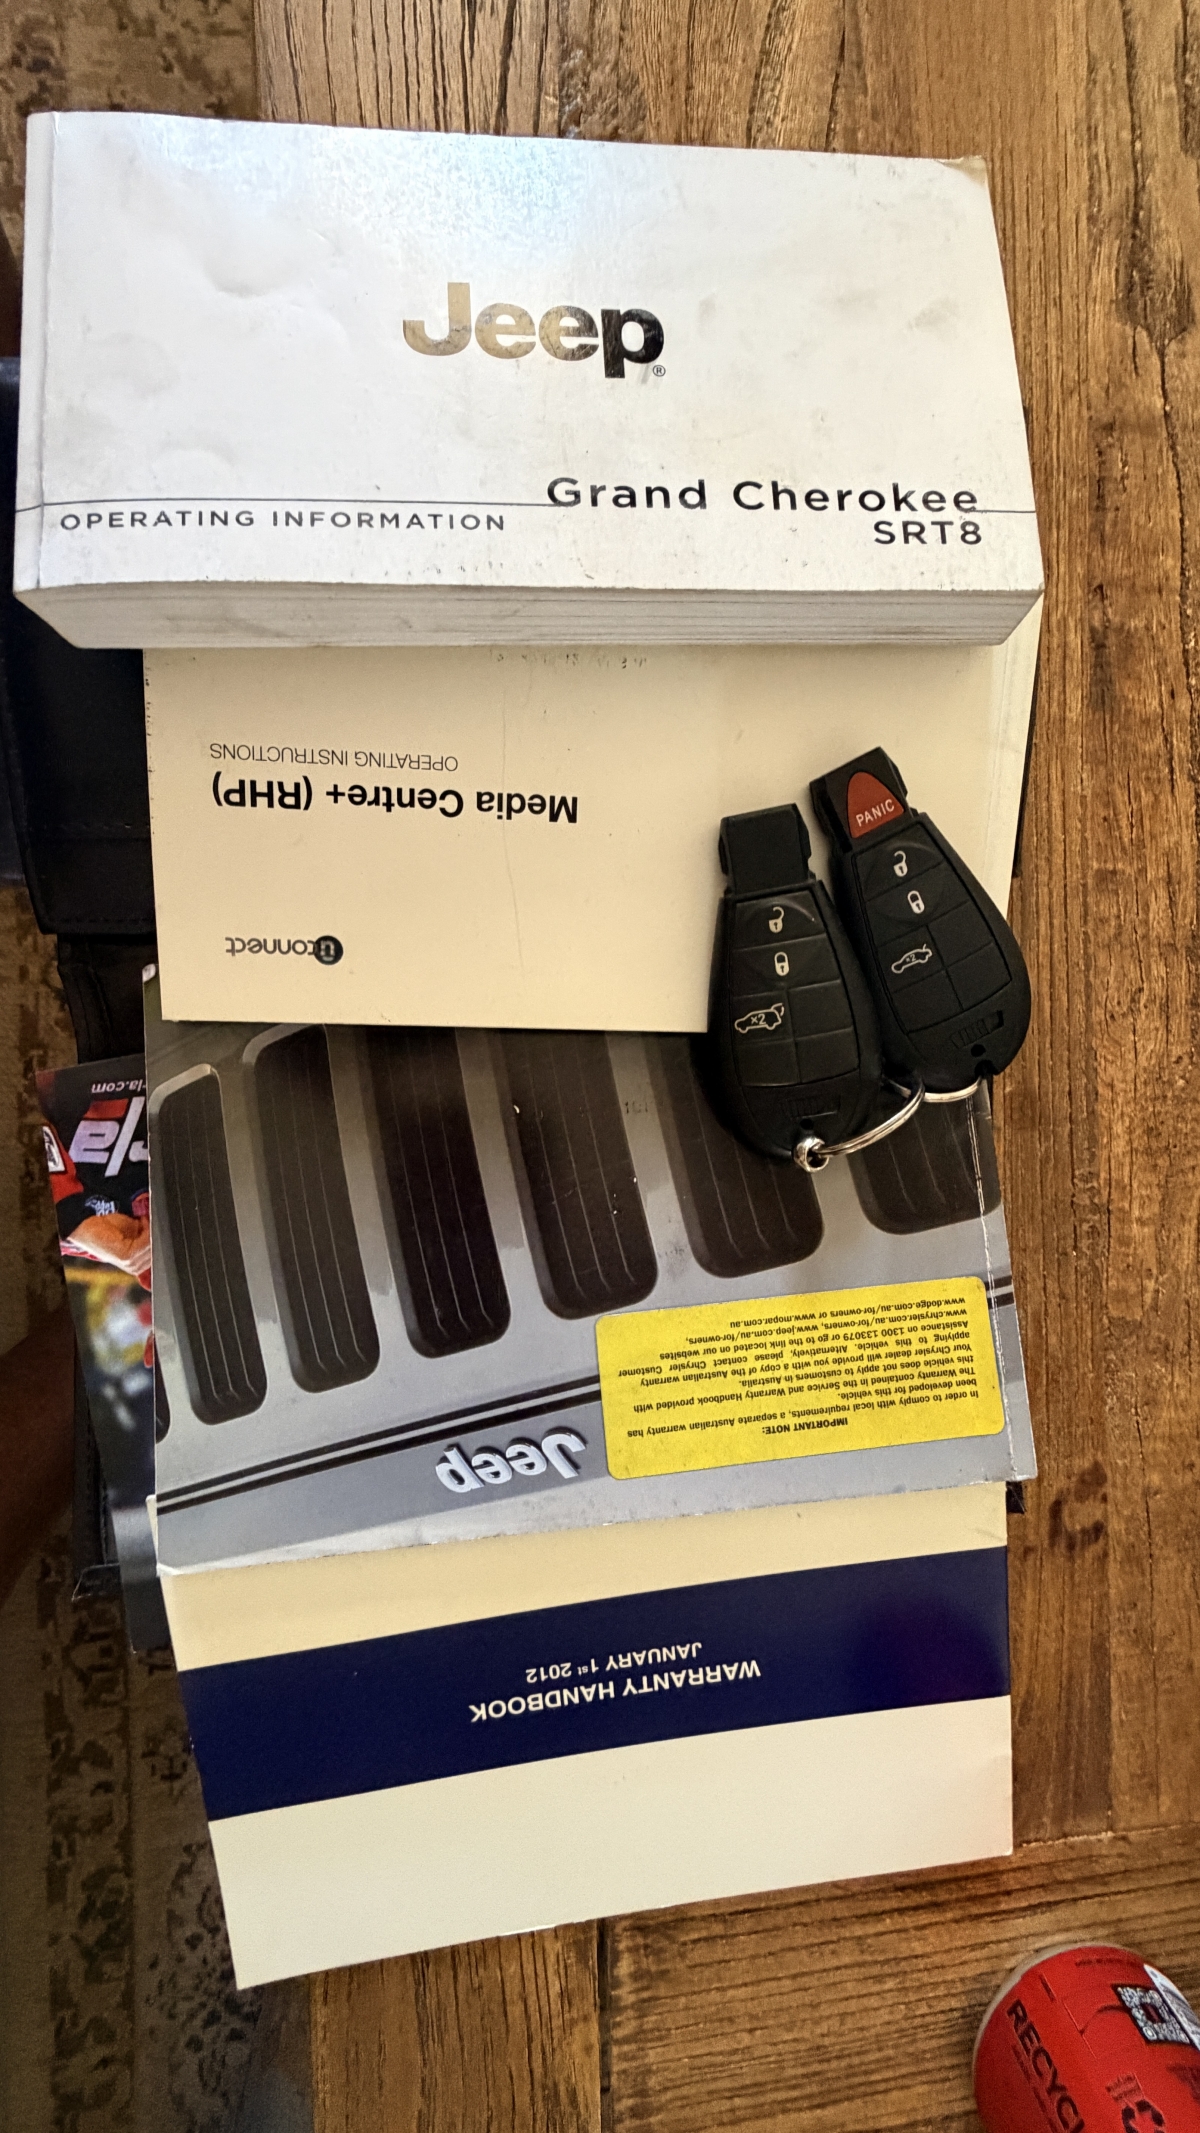 Jeep®
Grand Cherokee
OPERATING INFORMATION
SRT8
uconnect
Media Centre+ (RHP)
OPERATING INSTRUCTIONS
PANIC
x2
x2
Jeep
IMPORTANT NOTE:
In order to comply with local requirements, a separate Australian warranty has
been developed for this vehicle.
The Warranty contained in the Service and Warranty Handbook provided with
this vehicle does not apply to customers in Australia.
Your Chrysler dealer will provide you with a copy of the Australian warranty
applying to this vehicle. Alternatively, please contact Chrysler Customer
Assistance on 1300 133079 or go to the link located on our websites
www.chrysler.com.au/for-owners, www.jeep.com.au/for-owners,
www.dodge.com.au/for-owners or www.mopar.com.au
WARRANTY HANDBOOK
JANUARY 1st 2012